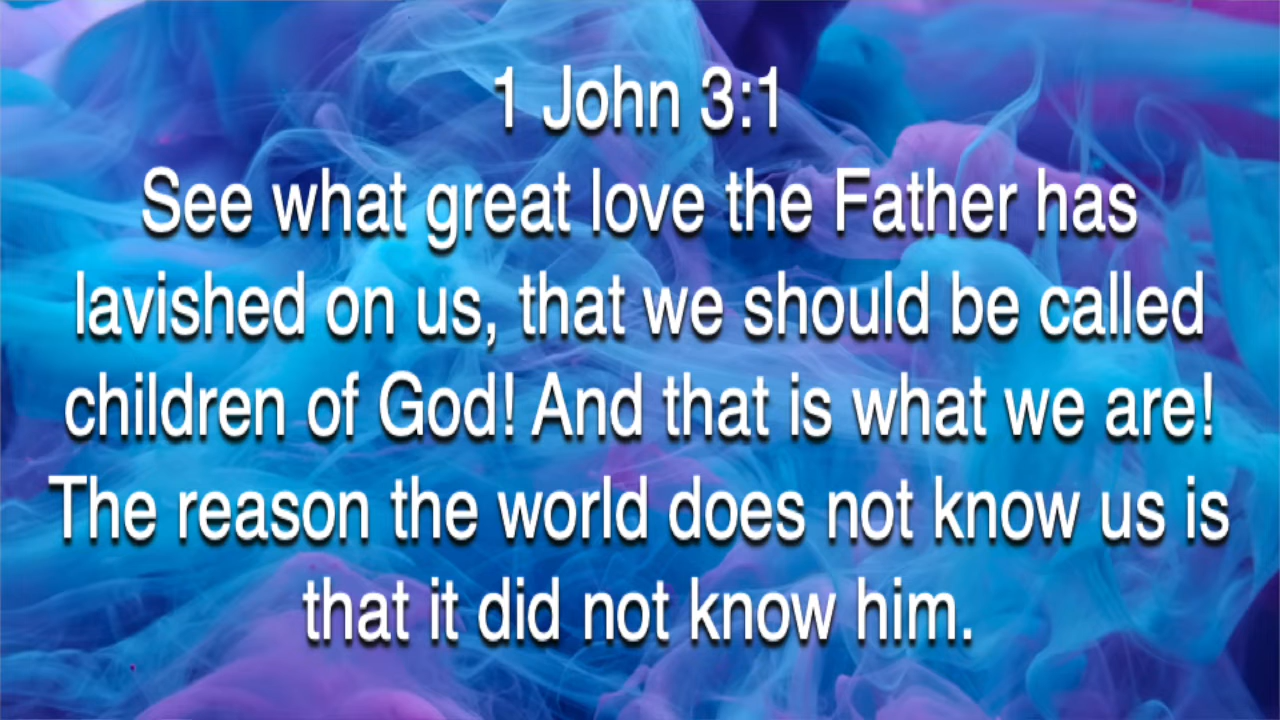 1 John 3:1
See what great love the Father has
lavished on us, that we should be called
children of God! And that is what we are!
The reason the world does not know us is
that it did not know him.